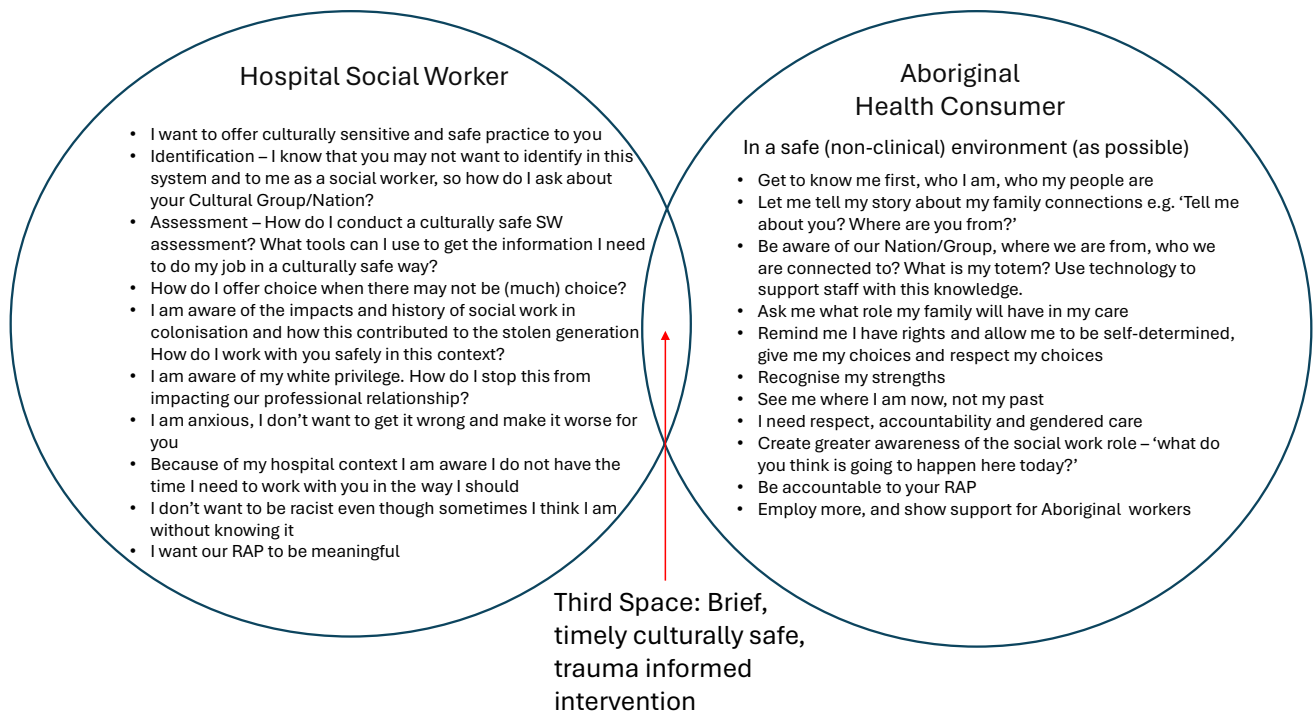 Hospital Social Worker
• I want to offer culturally sensitive and safe practice to you
• Identification – I know that you may not want to identify in this
system and to me as a social worker, so how do I ask about
your Cultural Group/Nation?
• Assessment – How do I conduct a culturally safe SW
assessment? What tools can I use to get the information I need
to do my job in a culturally safe way?
• How do I offer choice when there may not be (much) choice?
• I am aware of the impacts and history of social work in
colonisation and how this contributed to the stolen generation
How do I work with you safely in this context?
• I am aware of my white privilege. How do I stop this from
impacting our professional relationship?
• I am anxious, I don’t want to get it wrong and make it worse for
you
• Because of my hospital context I am aware I do not have the
time I need to work with you in the way I should
• I don’t want to be racist even though sometimes I think I am
without knowing it
• I want our RAP to be meaningful
Aboriginal
Health Consumer
In a safe (non-clinical) environment (as possible)
• Get to know me first, who I am, who my people are
• Let me tell my story about my family connections e.g. ‘Tell me
about you? Where are you from?’
• Be aware of our Nation/Group, where we are from, who we
are connected to? What is my totem? Use technology to
support staff with this knowledge.
• Ask me what role my family will have in my care
• Remind me I have rights and allow me to be self-determined,
give me my choices and respect my choices
• Recognise my strengths
• See me where I am now, not my past
• I need respect, accountability and gendered care
• Create greater awareness of the social work role – ‘what do
you think is going to happen here today?’
• Be accountable to your RAP
• Employ more, and show support for Aboriginal workers
Third Space: Brief,
timely culturally safe,
trauma informed
intervention